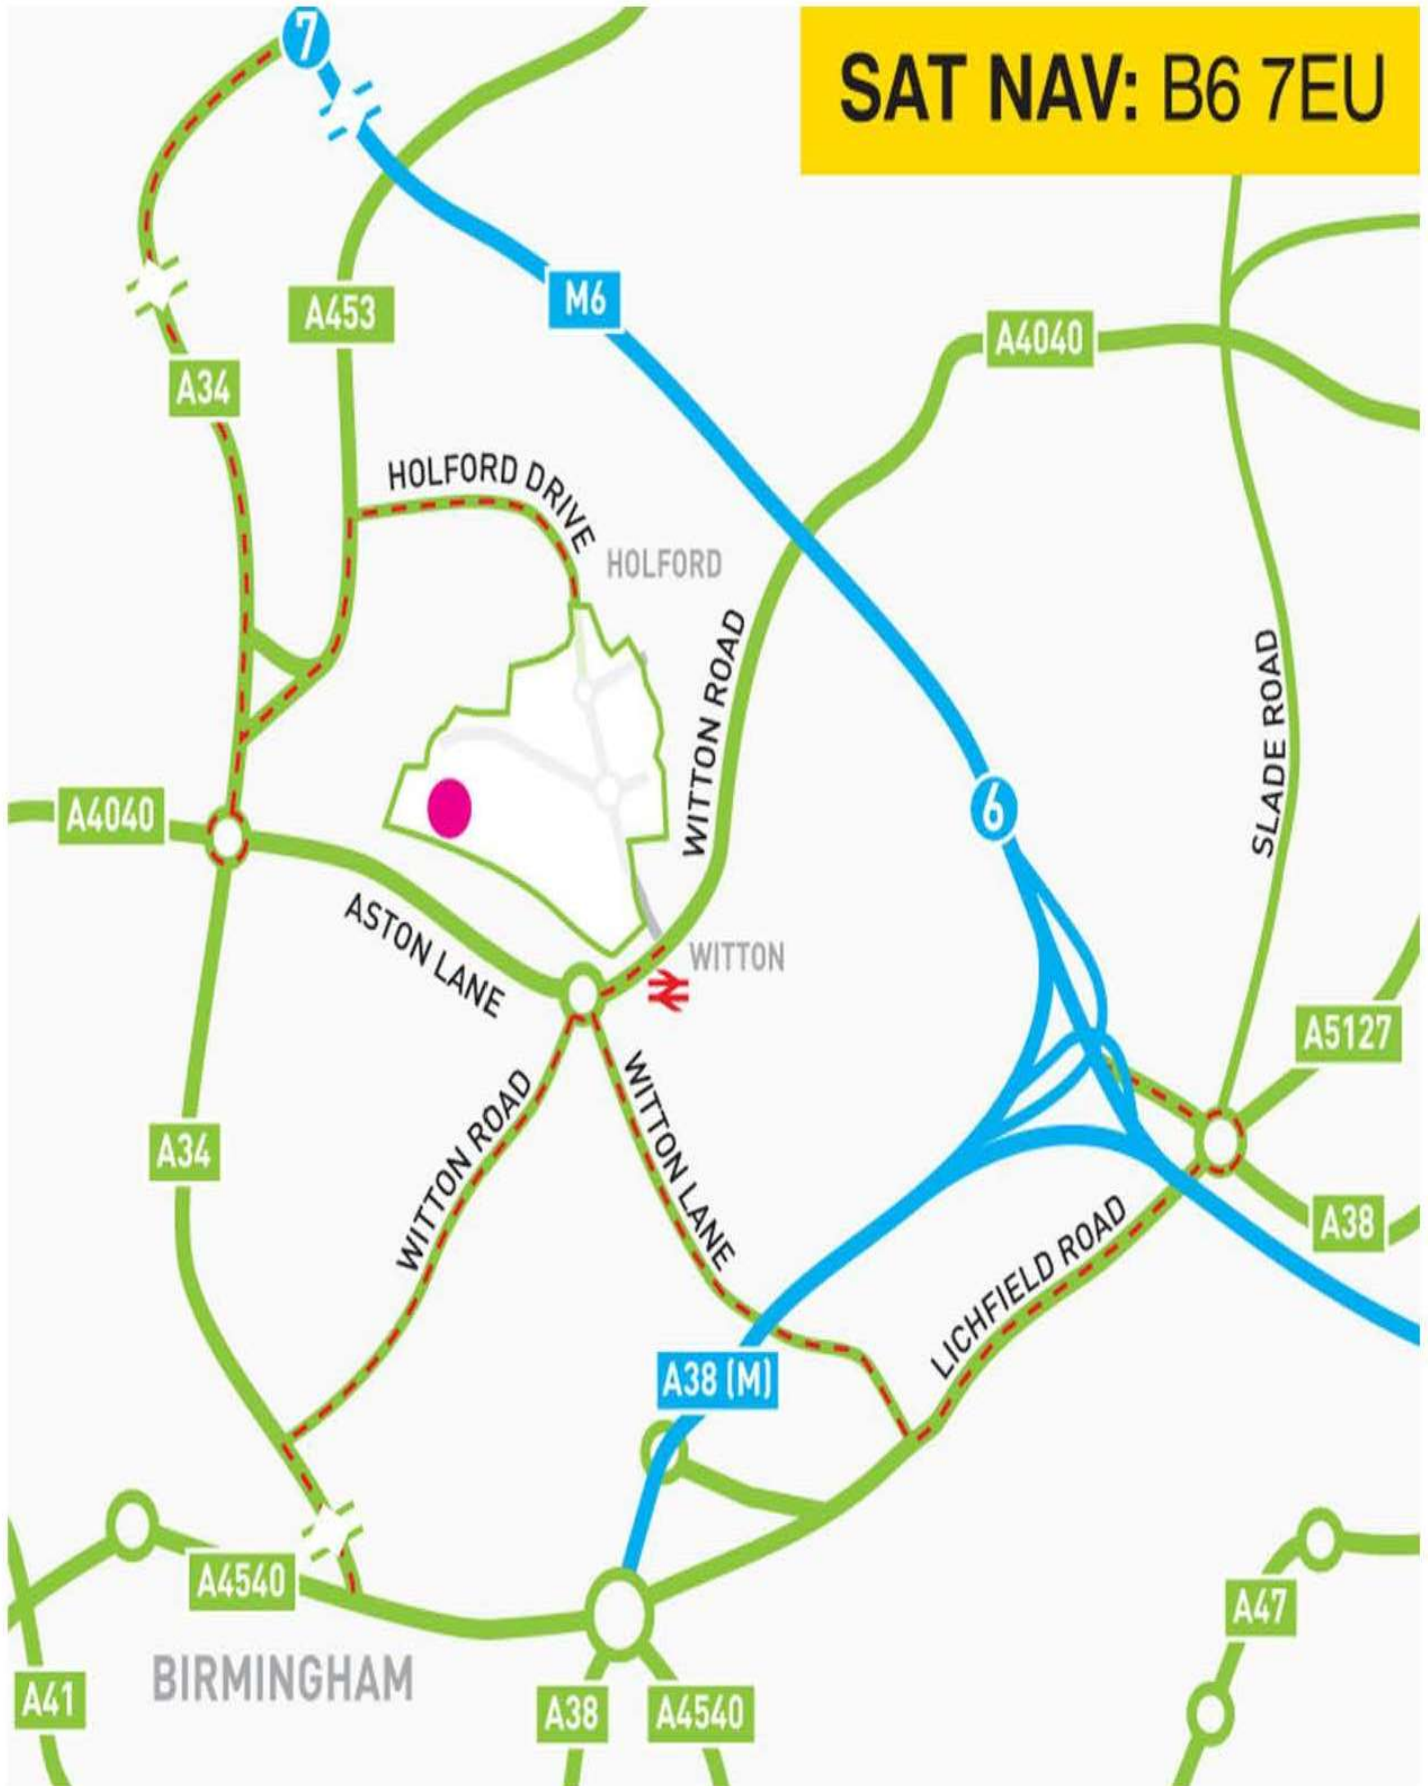 7
SAT NAV: B6 7EU
M6
A453
A4040
A34
HOLFORD DRIVE
HOLFORD
WITTON ROAD
SLADE ROAD
A4040
6
ASTON LANE
WITTON
A5127
WITTON ROAD
WITTON LANE
A34
A38
LICHFIELD ROAD
A38 (M)
A4540
A47
BIRMINGHAM
A41
A38
A4540